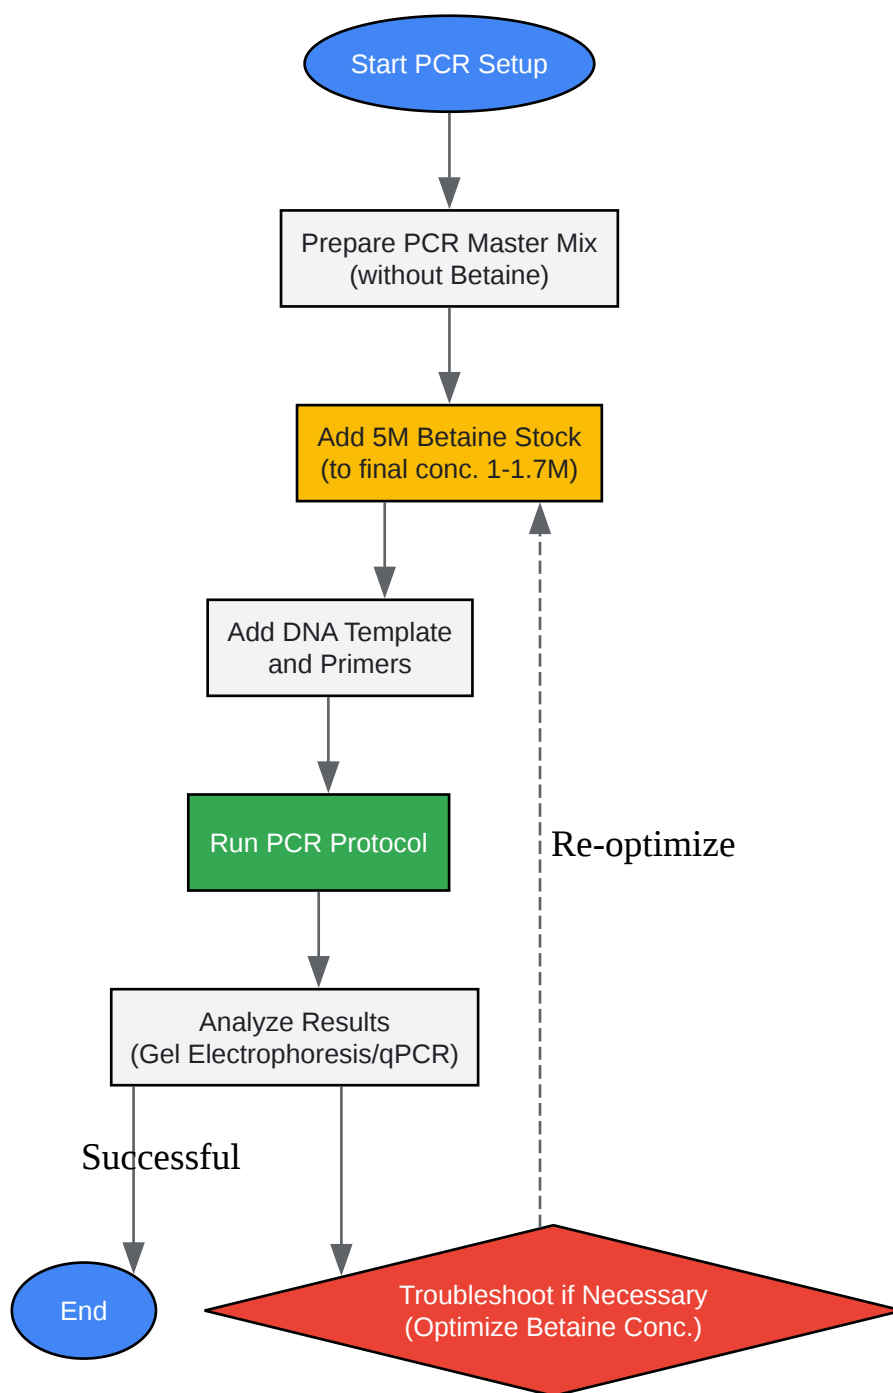 Start PCR Setup
Prepare PCR Master Mix
(without Betaine)
Add 5M Betaine Stock
(to final conc. 1-1.7M)
Add DNA Template
and Primers
Run PCR Protocol
Re-optimize
Analyze Results
(Gel Electrophoresis/qPCR)
Successful
End
Troubleshoot if Necessary
(Optimize Betaine Conc.)